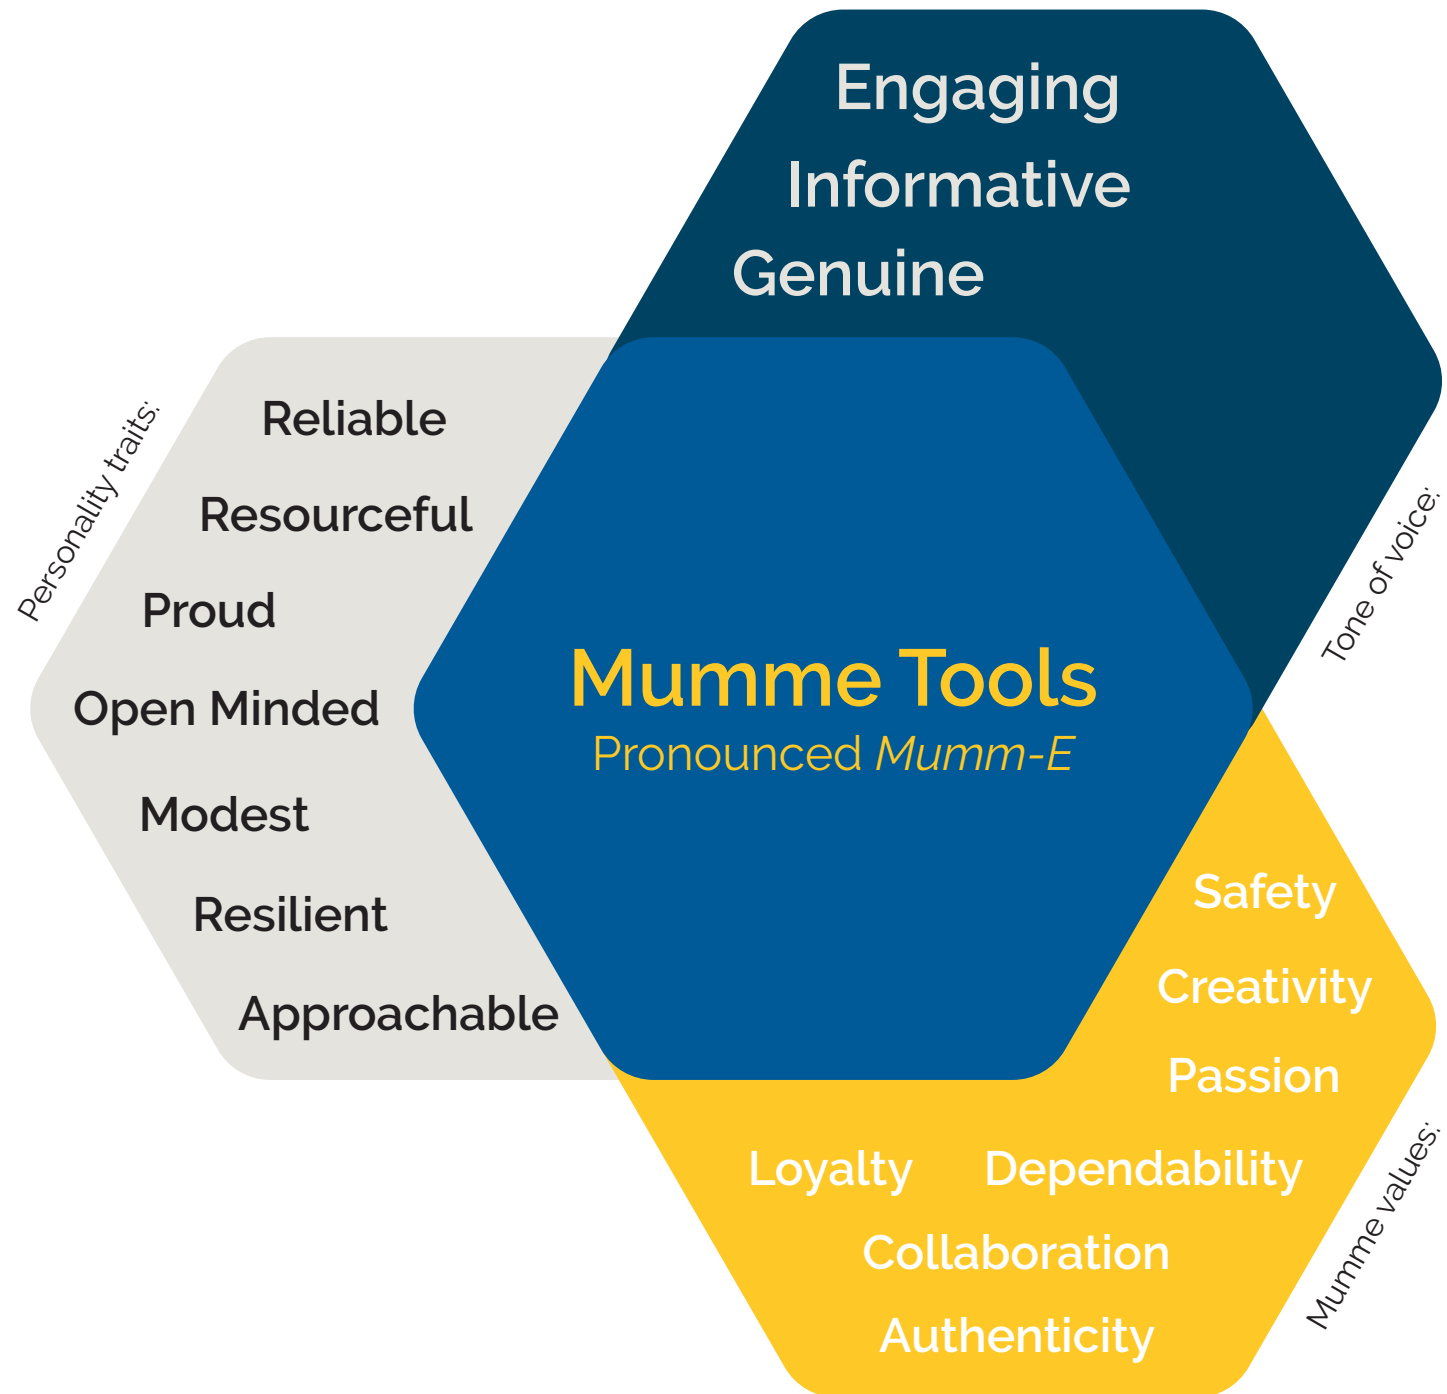 Engaging
Informative
Genuine
Tone of voice:
Personality traits:
Reliable
Resourceful
Proud
Open Minded
Modest
Resilient
Approachable
Mumme Tools
Pronounced Mumm-E
Safety
Creativity
Passion
Loyalty Dependability
Collaboration
Authenticity
Mumme values: